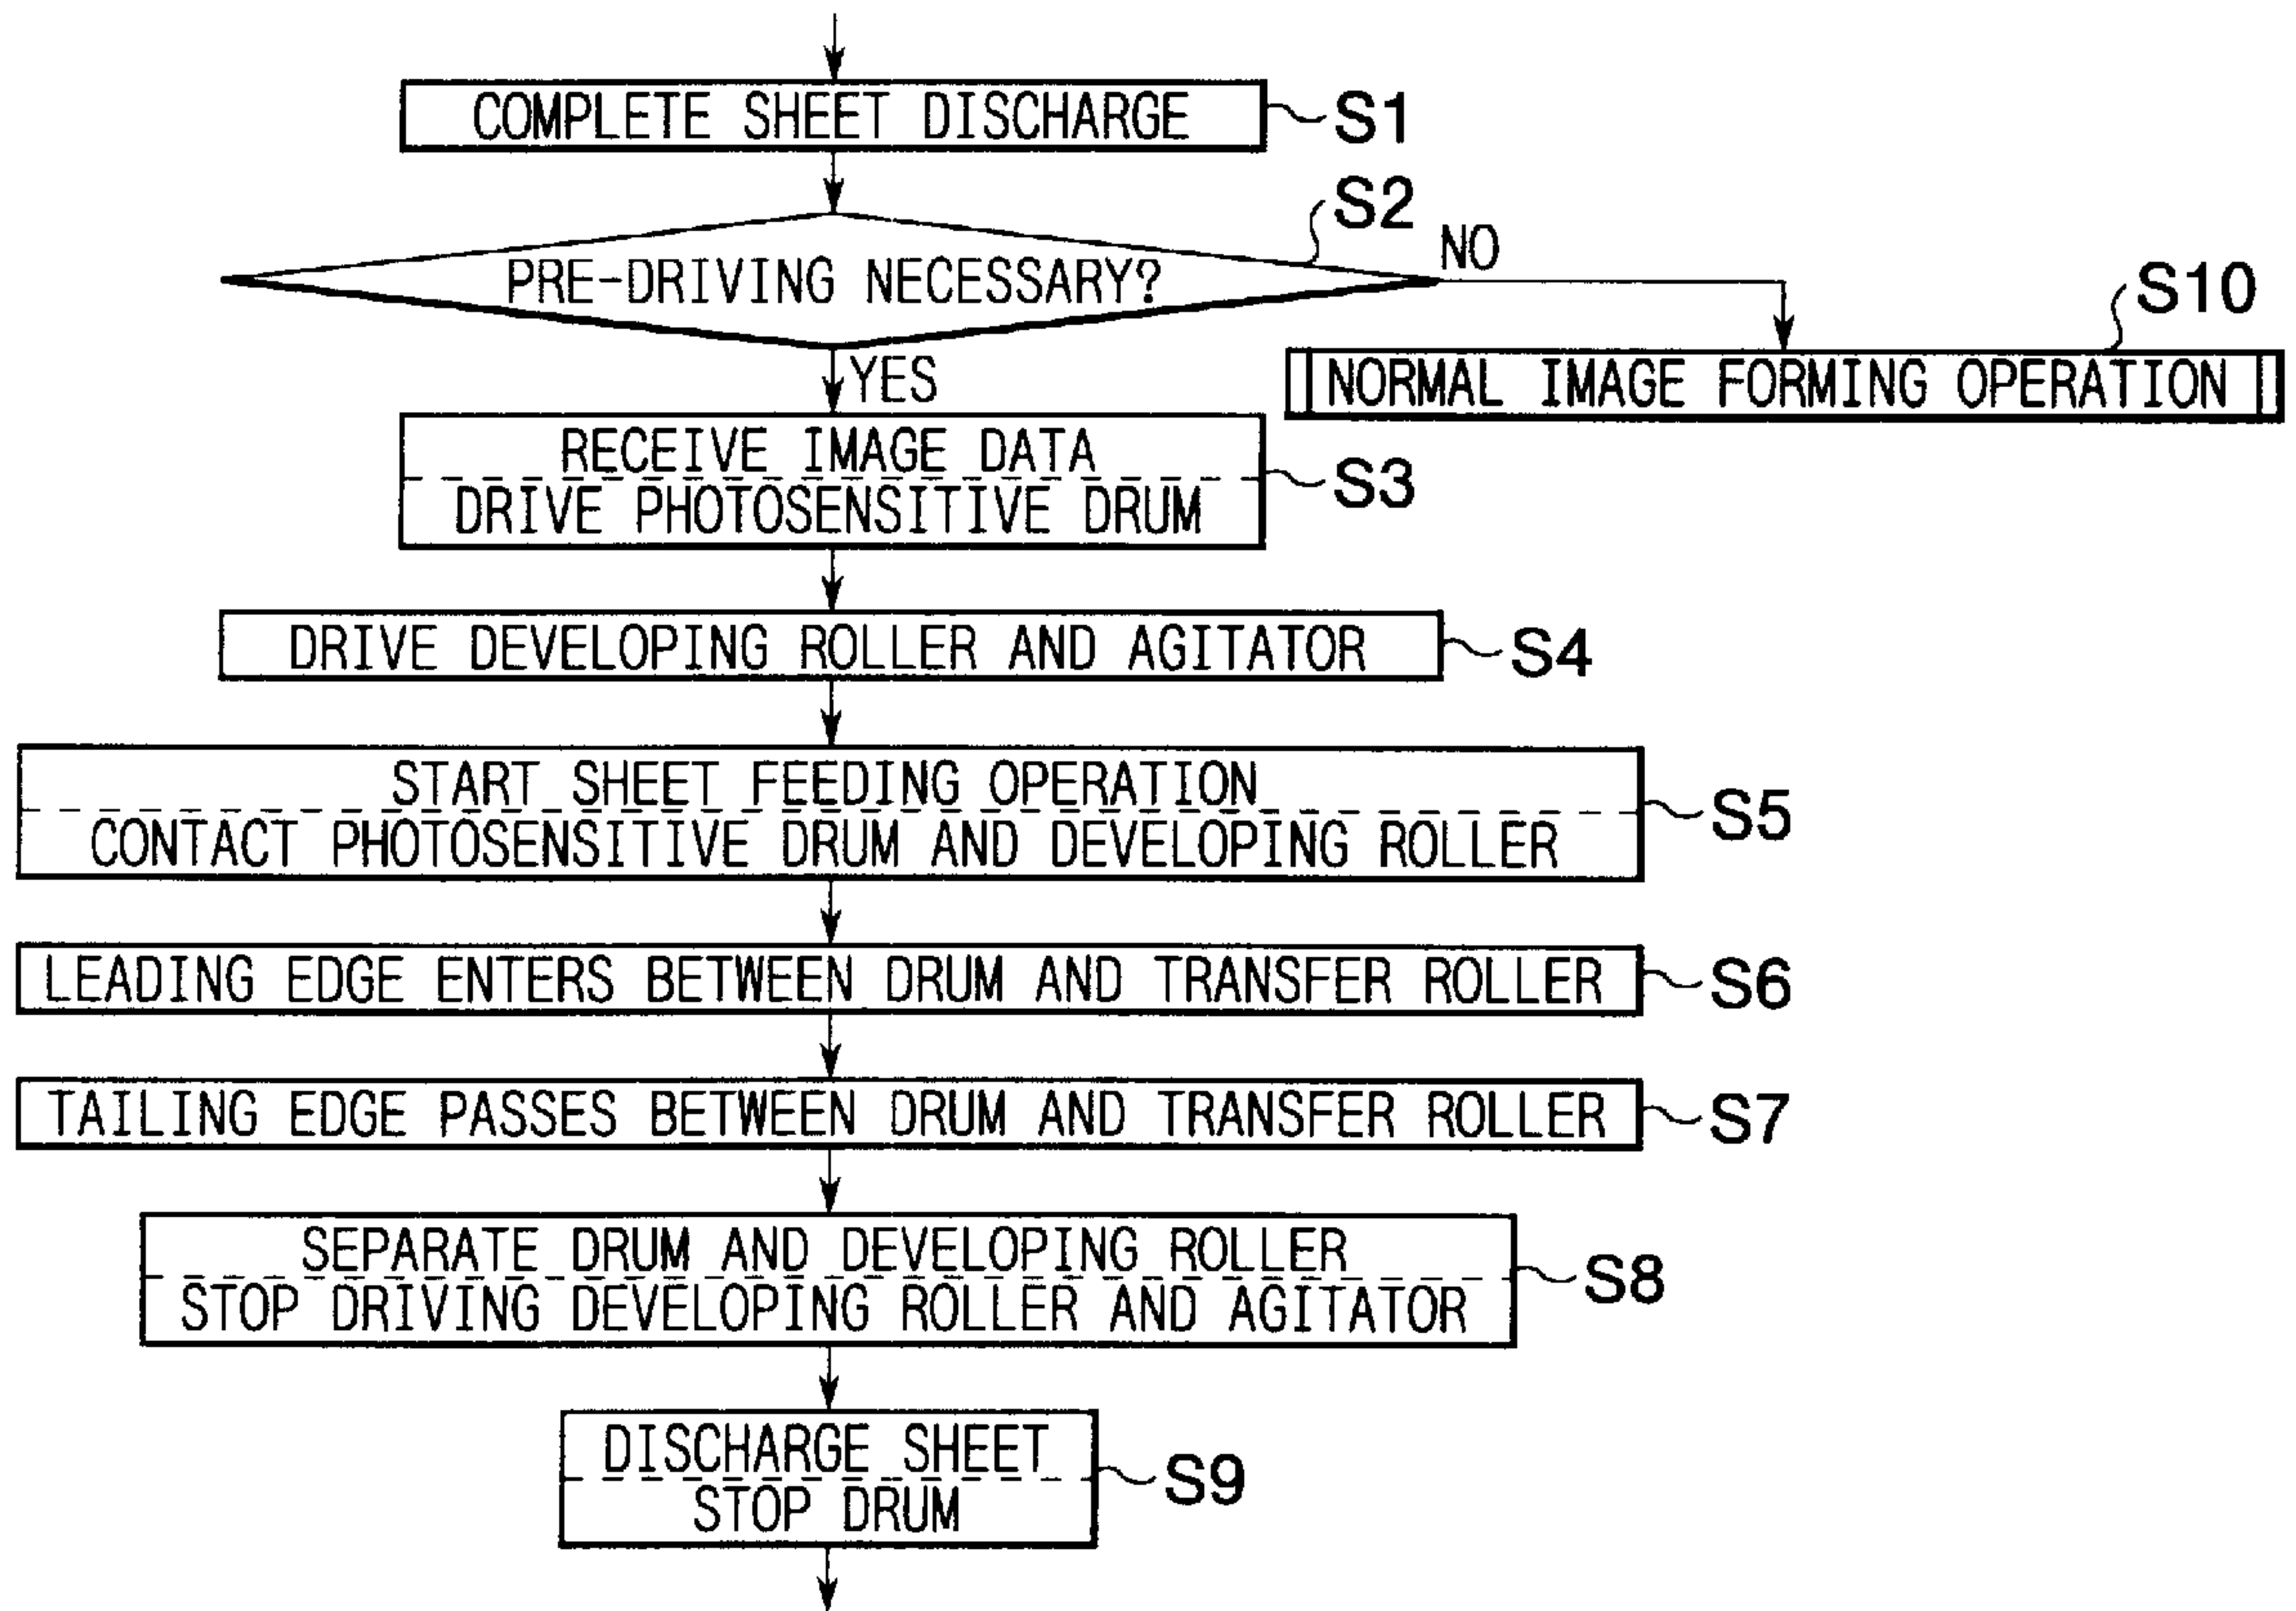 COMPLETE SHEET DISCHARGE
S1
S2
PRE-DRIVING NECESSARY?
NO
S10
NORMAL IMAGE FORMING OPERATION
YES
RECEIVE IMAGE DATA
DRIVE PHOTOSENSITIVE DRUM
S3
DRIVE DEVELOPING ROLLER AND AGITATOR
S4
START SHEET FEEDING OPERATION
CONTACT PHOTOSENSITIVE DRUM AND DEVELOPING ROLLER
S5
LEADING EDGE ENTERS BETWEEN DRUM AND TRANSFER ROLLER
S6
TAILING EDGE PASSES BETWEEN DRUM AND TRANSFER ROLLER
S7
SEPARATE DRUM AND DEVELOPING ROLLER
STOP DRIVING DEVELOPING ROLLER AND AGITATOR
S8
DISCHARGE SHEET
STOP DRUM
S9